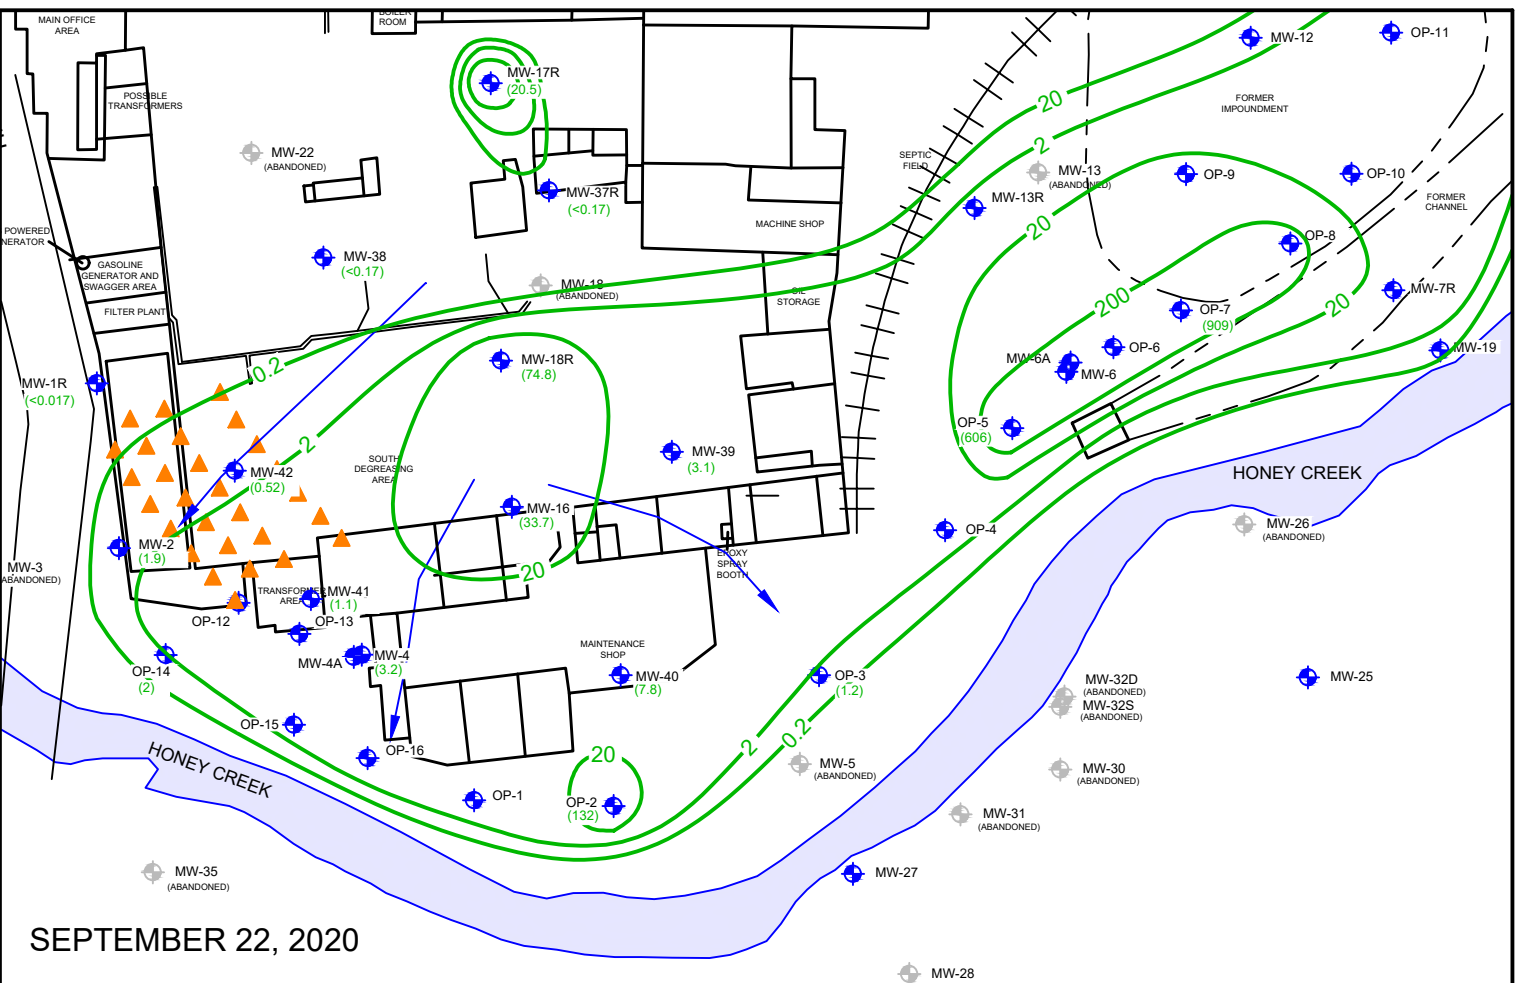 MAIN OFFICE
AREA
ROOM
POSSIBLE
TRANSFORMERS
MW-17R
(20.5)
MW-22
(ABANDONED)
MW-37R
(<0.17)
MW-38
(<0.17)
MACHINE SHOP
SEPTIC
FIELD
20
2
MW-12
OP-11
FORMER
IMPOUNDMENT
MW-13
(ABANDONED)
MW-13R
OP-9
OP-10
FORMER
CHANNEL
20
OP-8
200
OP-7
(909)
20
MW-7R
OP-6
MW-6A
MW-6
MW-19
OP-5
(606)
POWERED
NERATOR
GASOLINE
GENERATOR AND
SWAGGER AREA
FILTER PLANT
MW-18
(ABANDONED)
OIL
STORAGE
MW-1R
(<0.017)
0.2
MW-18R
(74.8)
2
SOUTH
DEGREASING
AREA
MW-39
(3.1)
MW-42
(0.52)
MW-16
(33.7)
HONEY CREEK
MW-2
(1.9)
MW-3
ABANDONED)
20
EPOXY
SPRAY
BOOTH
OP-4
MW-26
(ABANDONED)
TRANSFORMER
AREA
MW-41
(1.1)
OP-12
OP-13
MW-4A
MW-4
(3.2)
MAINTENANCE
SHOP
MW-40
(7.8)
OP-3
(1.2)
OP-14
(2)
MW-32D
(ABANDONED)
MW-32S
(ABANDONED)
MW-25
OP-15
OP-16
HONEY CREEK
20
2
0.2
MW-5
(ABANDONED)
MW-30
(ABANDONED)
OP-1
OP-2
(132)
MW-31
(ABANDONED)
MW-35
(ABANDONED)
MW-27
SEPTEMBER 22, 2020
MW-28